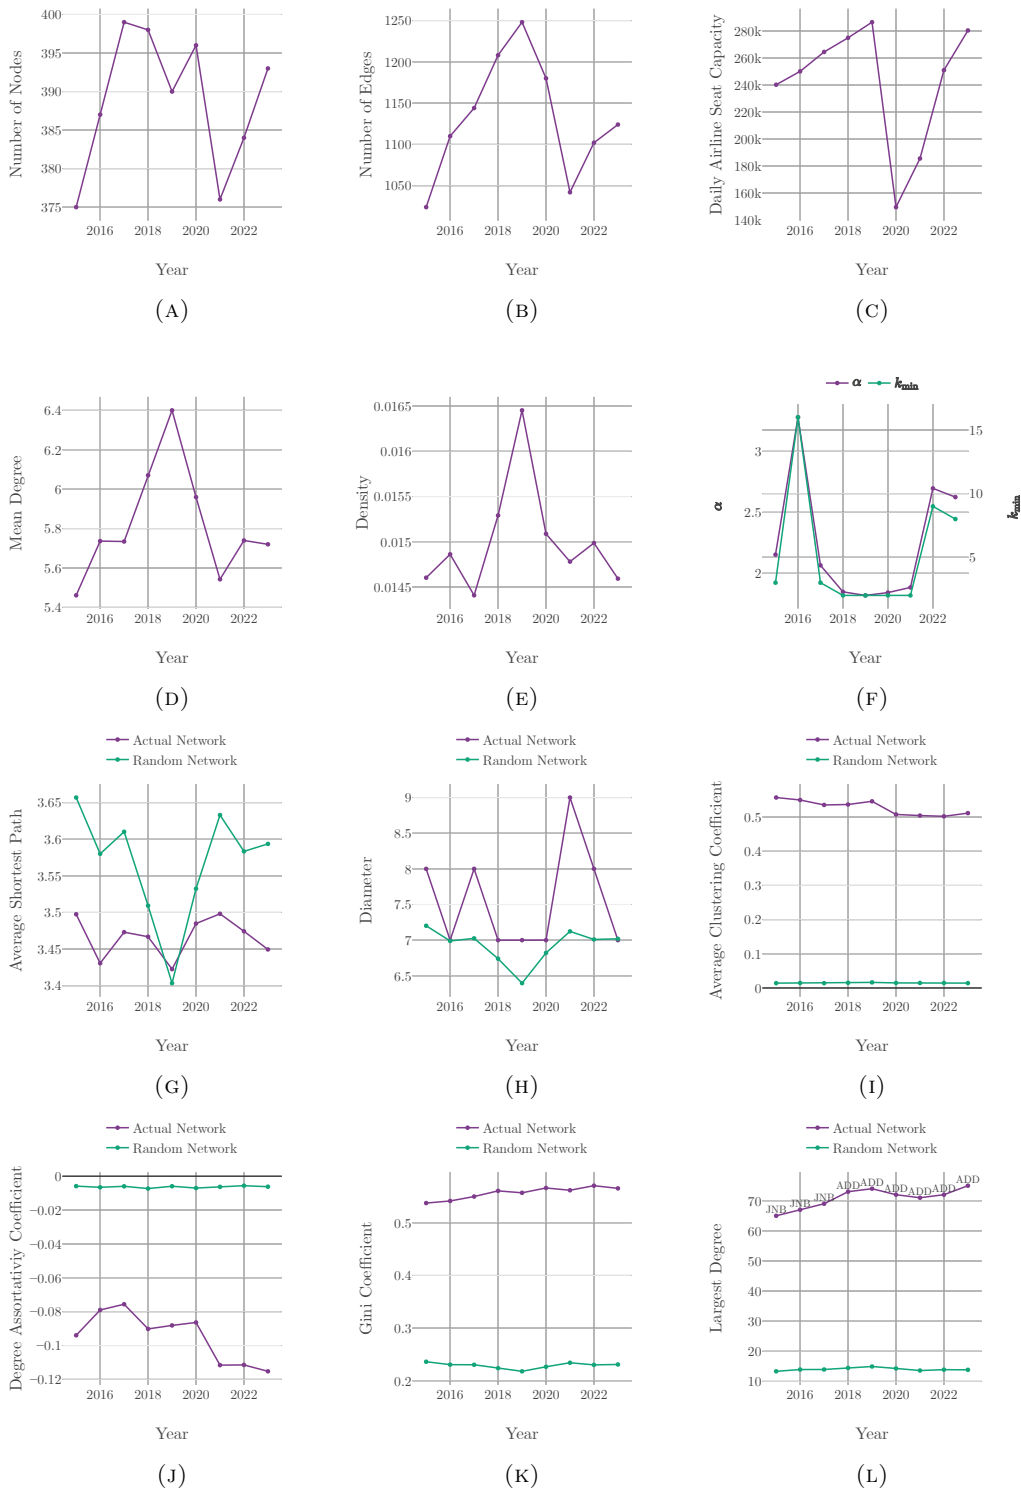 400
395
390
385
380
375
Number of Nodes
2016 2018 2020 2022
Year
(A)
1250
1200
1150
1100
1050
Number of Edges
2016 2018 2020 2022
Year
(B)
280k
260k
240k
220k
200k
180k
160k
140k
Daily Airline Seat Capacity
2016 2018 2020 2022
Year
(C)
6.4
6.2
6
5.8
5.6
5.4
Mean Degree
2016 2018 2020 2022
Year
(D)
0.0165
0.016
0.0155
0.015
0.0145
Density
2016 2018 2020 2022
Year
(E)
α k_min
3
2.5
2
α
15
10
5
k_min
2016 2018 2020 2022
Year
(F)
Actual Network
Random Network
3.65
3.6
3.55
3.5
3.45
3.4
Average Shortest Path
2016 2018 2020 2022
Year
(G)
Actual Network
Random Network
9
8.5
8
7.5
7
6.5
Diameter
2016 2018 2020 2022
Year
(H)
Actual Network
Random Network
0.5
0.4
0.3
0.2
0.1
0
Average Clustering Coefficient
2016 2018 2020 2022
Year
(I)
Actual Network
Random Network
0
−0.02
−0.04
−0.06
−0.08
−0.1
−0.12
Degree Assortativiy Coefficient
2016 2018 2020 2022
Year
(J)
Actual Network
Random Network
0.5
0.4
0.3
0.2
Gini Coefficient
2016 2018 2020 2022
Year
(K)
Actual Network
Random Network
70
60
50
40
30
20
10
Largest Degree
JNB JNB JNB ADD ADD ADD ADD ADD ADD
2016 2018 2020 2022
Year
(L)